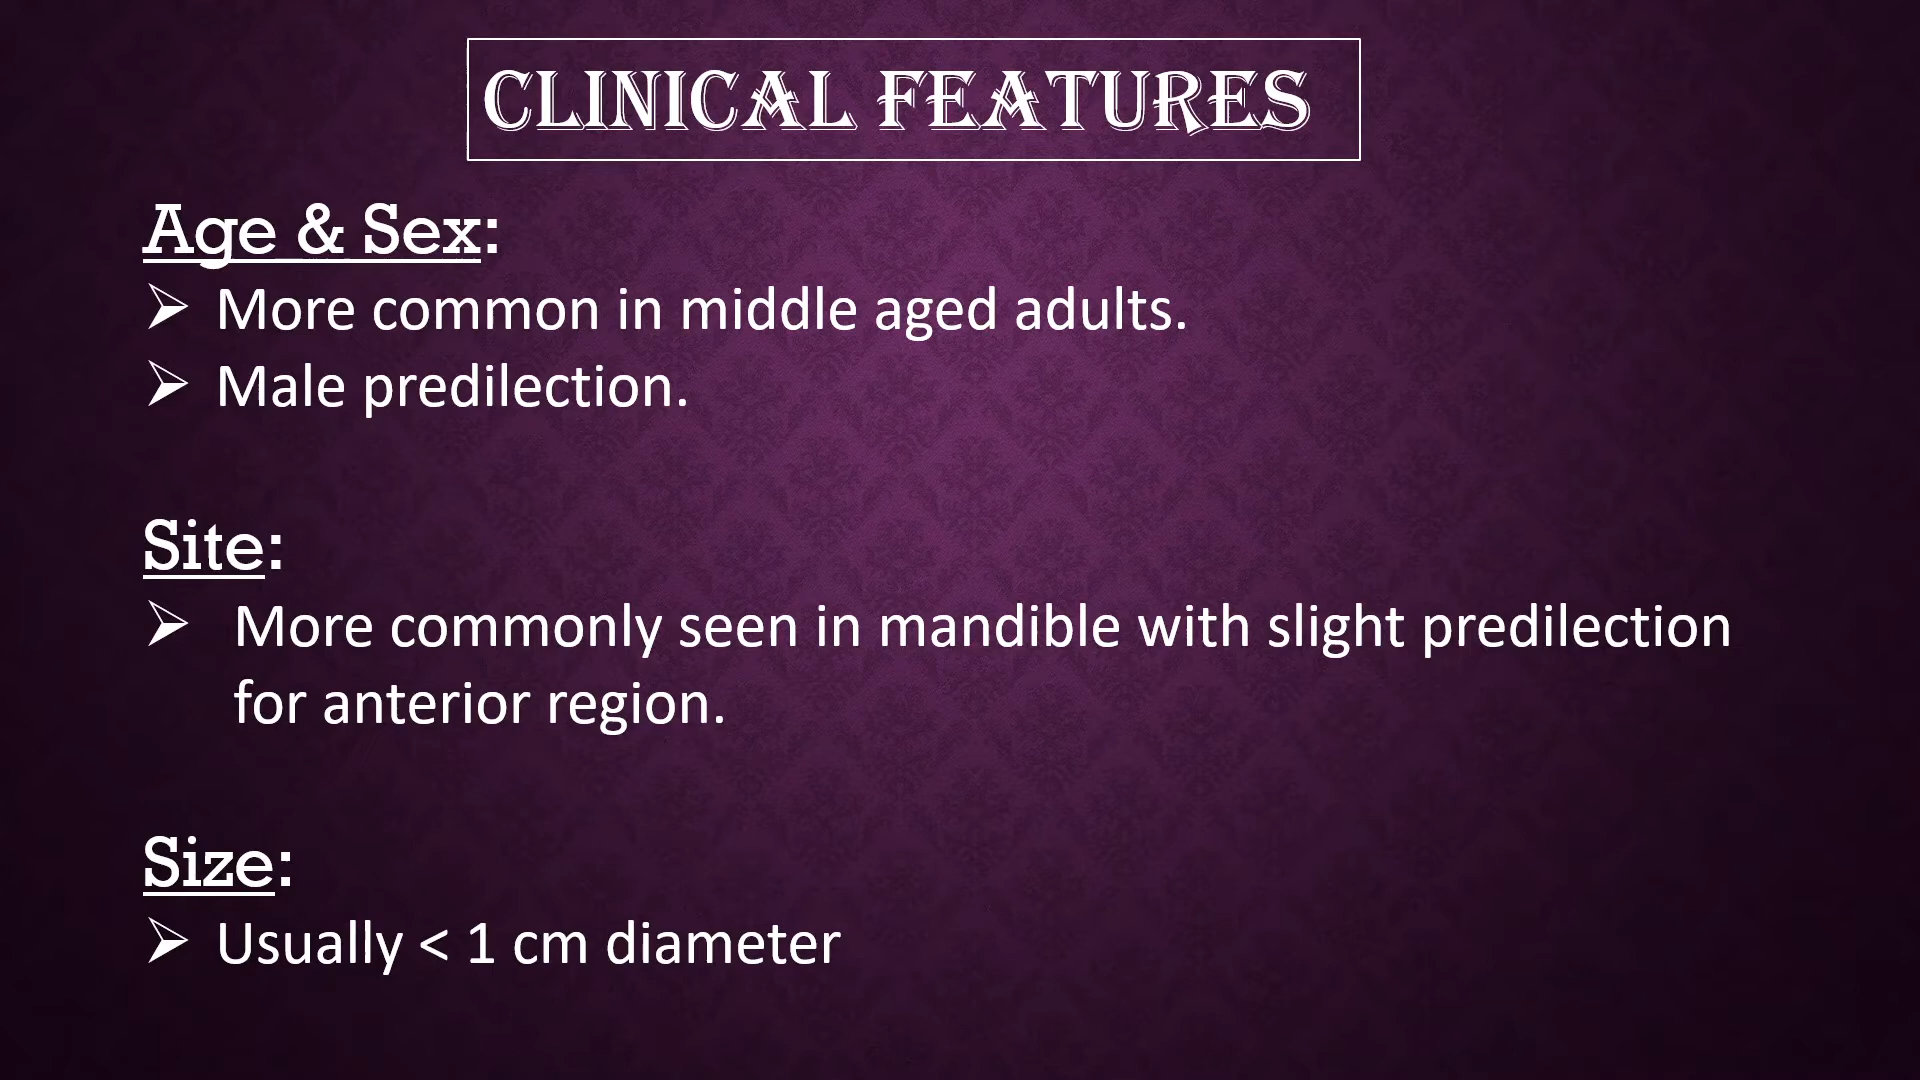 CLINICAL FEATURES
Age & Sex:
➢ More common in middle aged adults.
➢ Male predilection.
Site:
➢ More commonly seen in mandible with slight predilection
for anterior region.
Size:
➢ Usually < 1 cm diameter